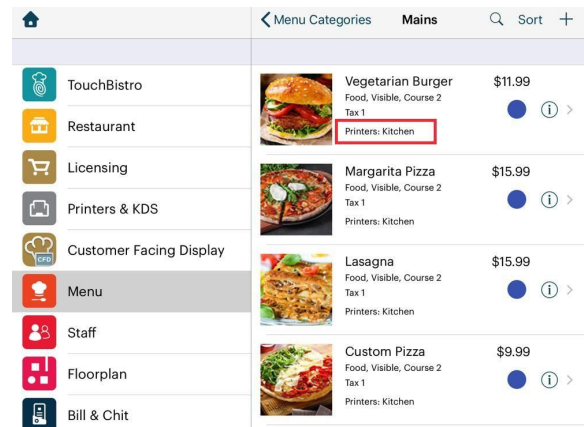 Menu Categories
Mains
Sort
TouchBistro
Restaurant
Licensing
Printers & KDS
CFD
Customer Facing Display
Menu
Staff
Floorplan
Bill & Chit
Vegetarian Burger $11.99
Food, Visible, Course 2
Tax 1
Printers: Kitchen
Margarita Pizza $15.99
Food, Visible, Course 2
Tax 1
Printers: Kitchen
Lasagna $15.99
Food, Visible, Course 2
Tax 1
Printers: Kitchen
Custom Pizza $9.99
Food, Visible, Course 2
Tax 1
Printers: Kitchen